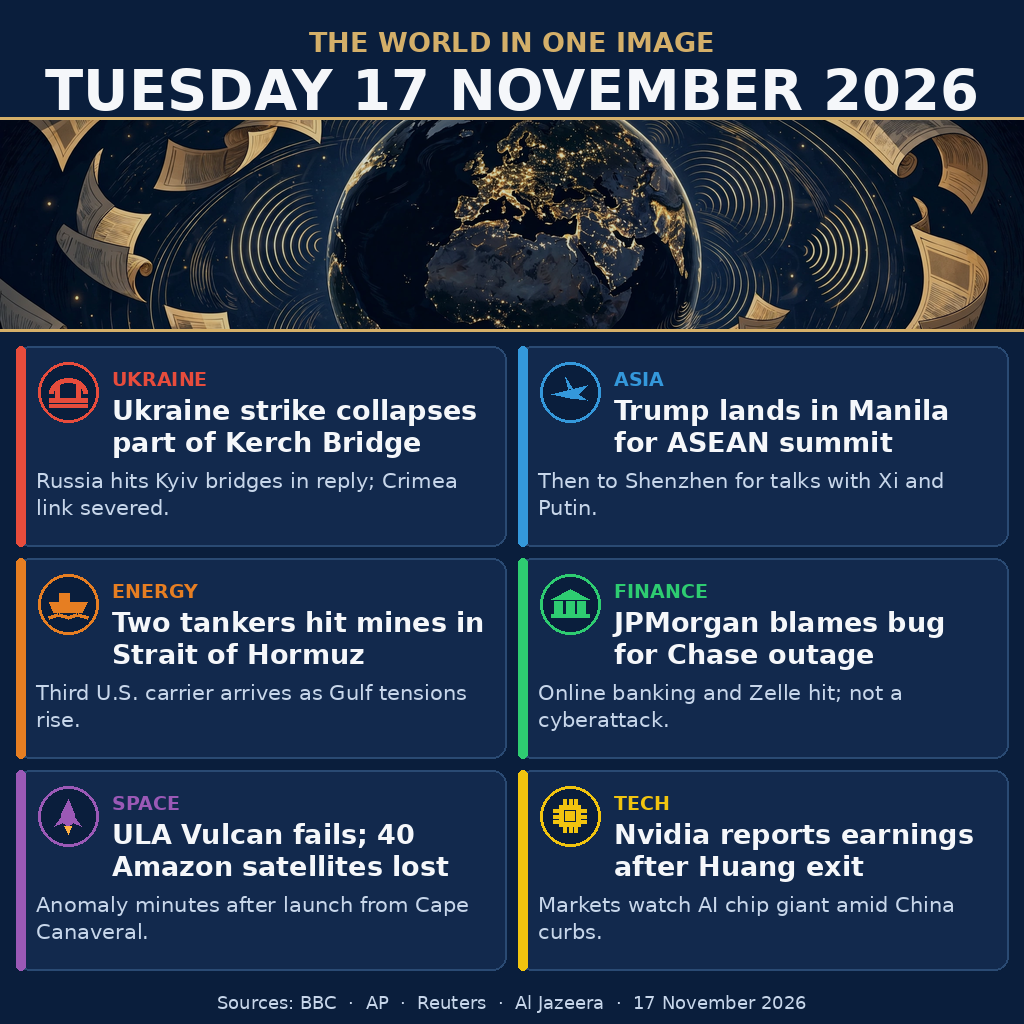 THE WORLD IN ONE IMAGE
TUESDAY 17 NOVEMBER 2026
UKRAINE
Ukraine strike collapses
part of Kerch Bridge
Russia hits Kyiv bridges in reply; Crimea
link severed.
ASIA
Trump lands in Manila
for ASEAN summit
Then to Shenzhen for talks with Xi and
Putin.
ENERGY
Two tankers hit mines in
Strait of Hormuz
Third U.S. carrier arrives as Gulf tensions
rise.
FINANCE
JPMorgan blames bug
for Chase outage
Online banking and Zelle hit; not a
cyberattack.
SPACE
ULA Vulcan fails; 40
Amazon satellites lost
Anomaly minutes after launch from Cape
Canaveral.
TECH
Nvidia reports earnings
after Huang exit
Markets watch AI chip giant amid China
curbs.
Sources: BBC · AP · Reuters · Al Jazeera · 17 November 2026